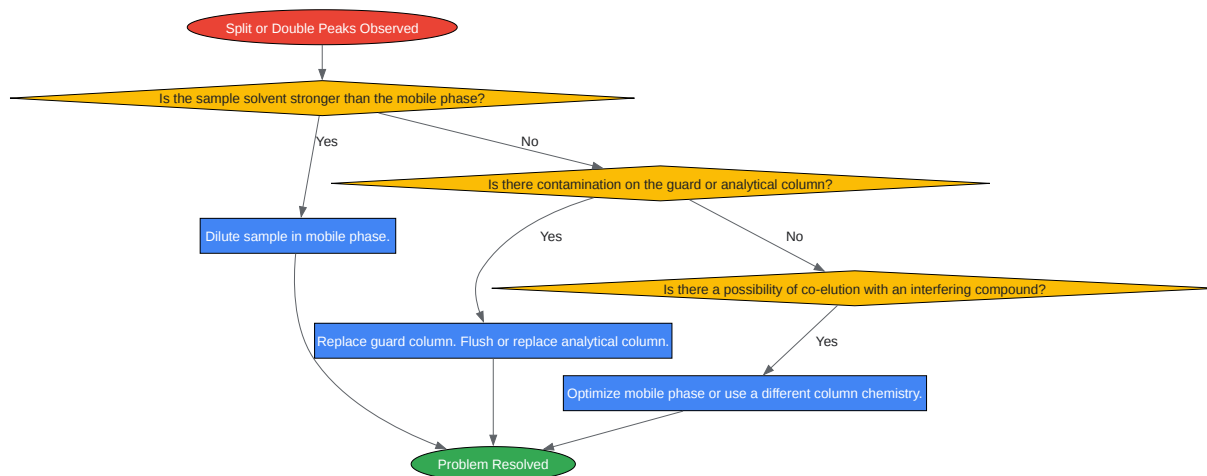 Split or Double Peaks Observed
Is the sample solvent stronger than the mobile phase?
Yes
No
Is there contamination on the guard or analytical column?
Dilute sample in mobile phase.
Yes
No
Is there a possibility of co-elution with an interfering compound?
Replace guard column. Flush or replace analytical column.
Yes
Optimize mobile phase or use a different column chemistry.
Problem Resolved